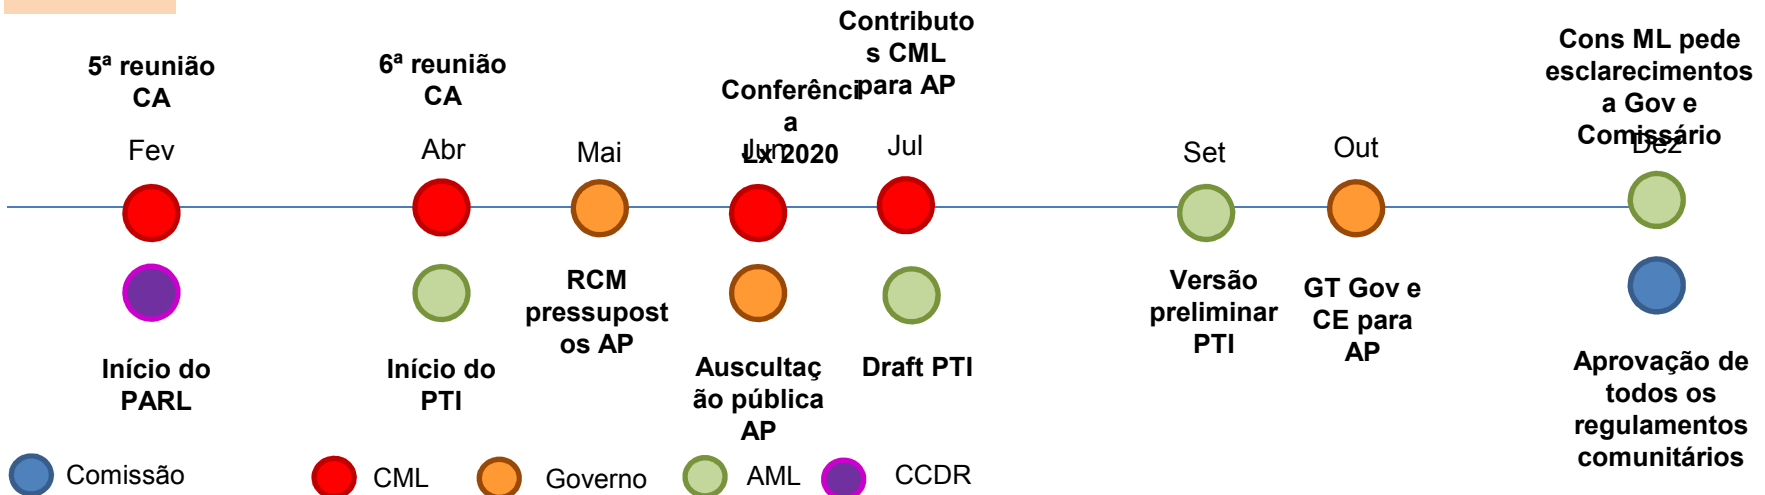 5ª reunião
CA
6ª reunião
CA
Conferênci
a
Lx 2020
Contributo
s CML
para AP
Cons ML pede
esclarecimentos
a Gov e
Comissário
Fev
Abr
Mai
Jun
Jul
Set
Out
Dez
Início do
PARL
Início do
PTI
RCM
pressupost
os AP
Auscultaç
ão pública
AP
Draft PTI
Versão
preliminar
PTI
GT Gov e
CE para
AP
Aprovação de
todos os
regulamentos
comunitários
Comissão
CML
Governo
AML
CCDR